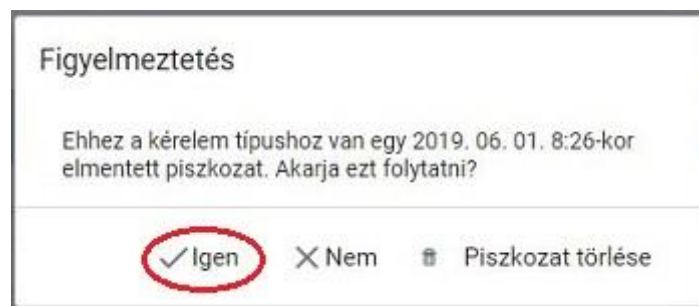 Figyelmeztetés
Ehhez a kérelem típushoz van egy 2019. 06. 01. 8:26-kor
elmentett piszkozat. Akarja ezt folytatni?
Igen Nem Piszkozat törlése